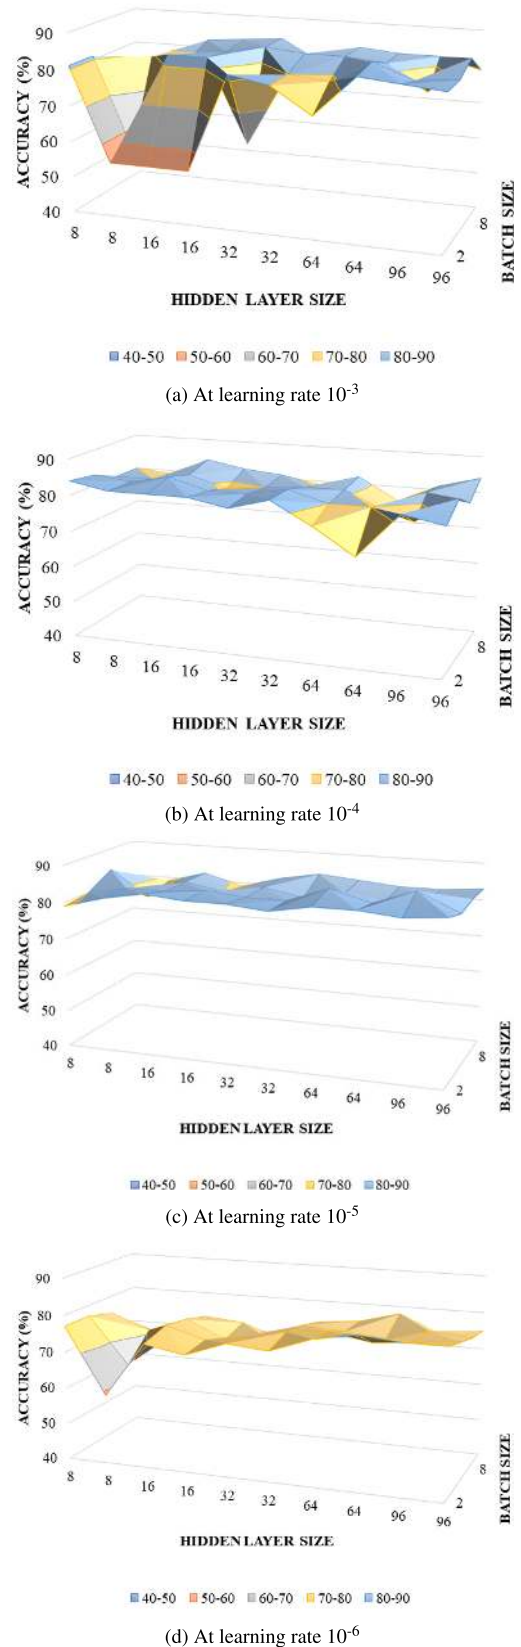 90
80
70
60
50
40
ACCURACY (%)
8 8 16 16 32 32 64 64 96 96
2 8
BATCH SIZE
HIDDEN LAYER SIZE
40-50 50-60 60-70 70-80 80-90
(a) At learning rate 10-3
90
80
70
60
50
40
ACCURACY (%)
8 8 16 16 32 32 64 64 96 96
2 8
BATCH SIZE
HIDDEN LAYER SIZE
40-50 50-60 60-70 70-80 80-90
(b) At learning rate 10-4
90
80
70
60
50
40
ACCURACY (%)
8 8 16 16 32 32 64 64 96 96
2 8
BATCH SIZE
HIDDEN LAYER SIZE
40-50 50-60 60-70 70-80 80-90
(c) At learning rate 10-5
90
80
70
60
50
40
ACCURACY (%)
8 8 16 16 32 32 64 64 96 96
2 8
BATCH SIZE
HIDDEN LAYER SIZE
40-50 50-60 60-70 70-80 80-90
(d) At learning rate 10-6